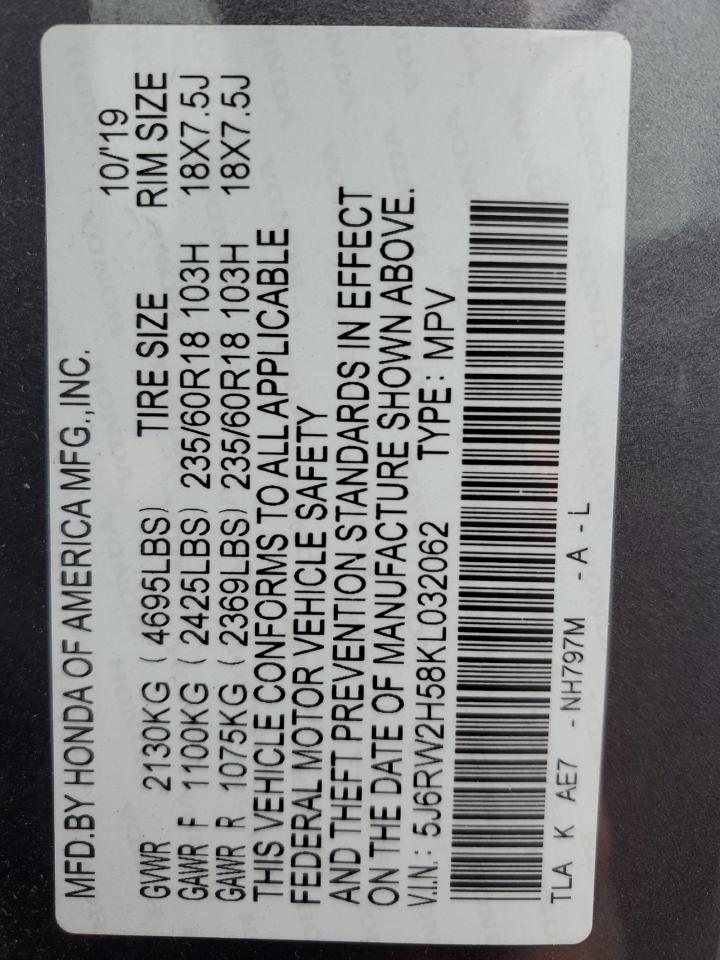 MFD.BY HONDA OF AMERICA MFG.,INC. 10/'19
GVWR 2130KG ( 4695LBS) TIRE SIZE RIM SIZE
GAWR F 1100KG ( 2425LBS) 235/60R18 103H 18X7.5J
GAWR R 1075KG ( 2369LBS) 235/60R18 103H 18X7.5J
THIS VEHICLE CONFORMS TO ALL APPLICABLE
FEDERAL MOTOR VEHICLE SAFETY
AND THEFT PREVENTION STANDARDS IN EFFECT
ON THE DATE OF MANUFACTURE SHOWN ABOVE.
V.I.N.: 5J6RW2H58KL032062 TYPE: MPV
TLA K AE7 -NH797M -A-L